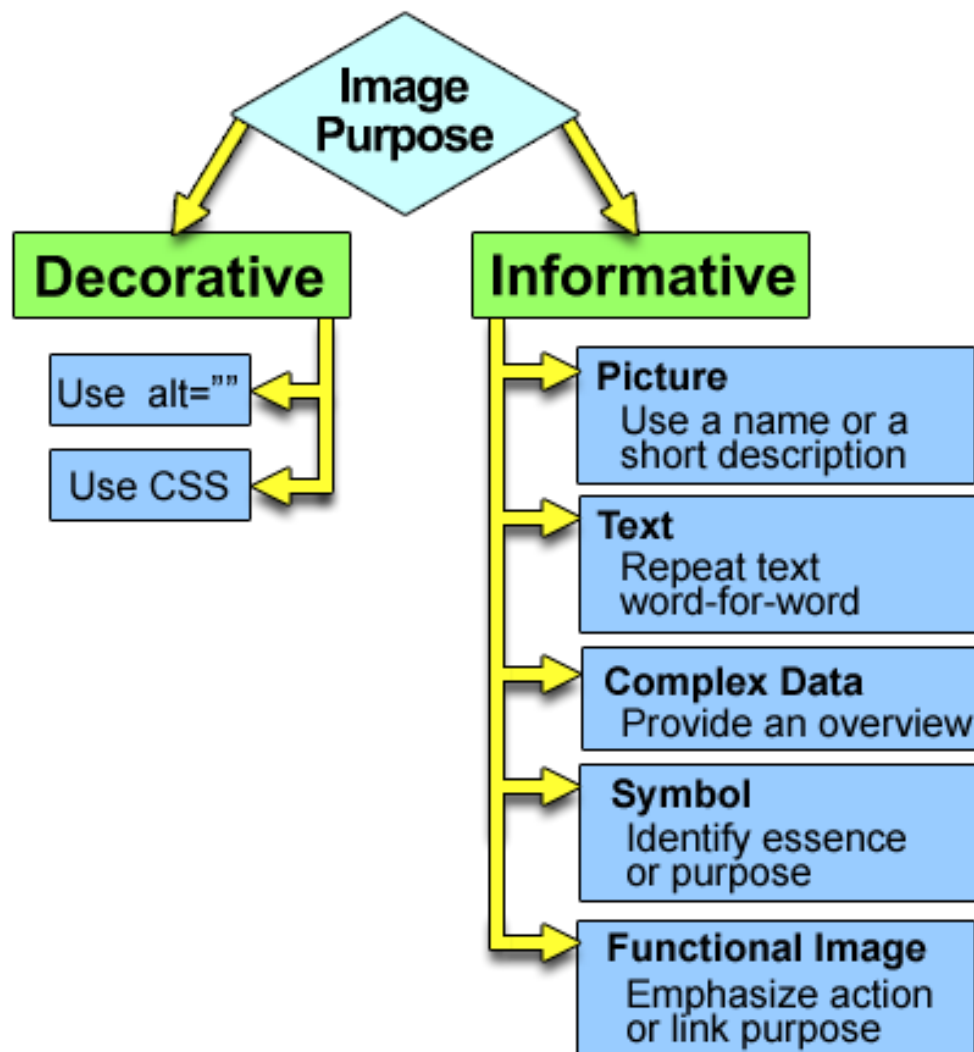 Image
Purpose
Decorative
Use alt=””
Use CSS
Informative
Picture
Use a name or a
short description
Text
Repeat text
word-for-word
Complex Data
Provide an overview
Symbol
Identify essence
or purpose
Functional Image
Emphasize action
or link purpose